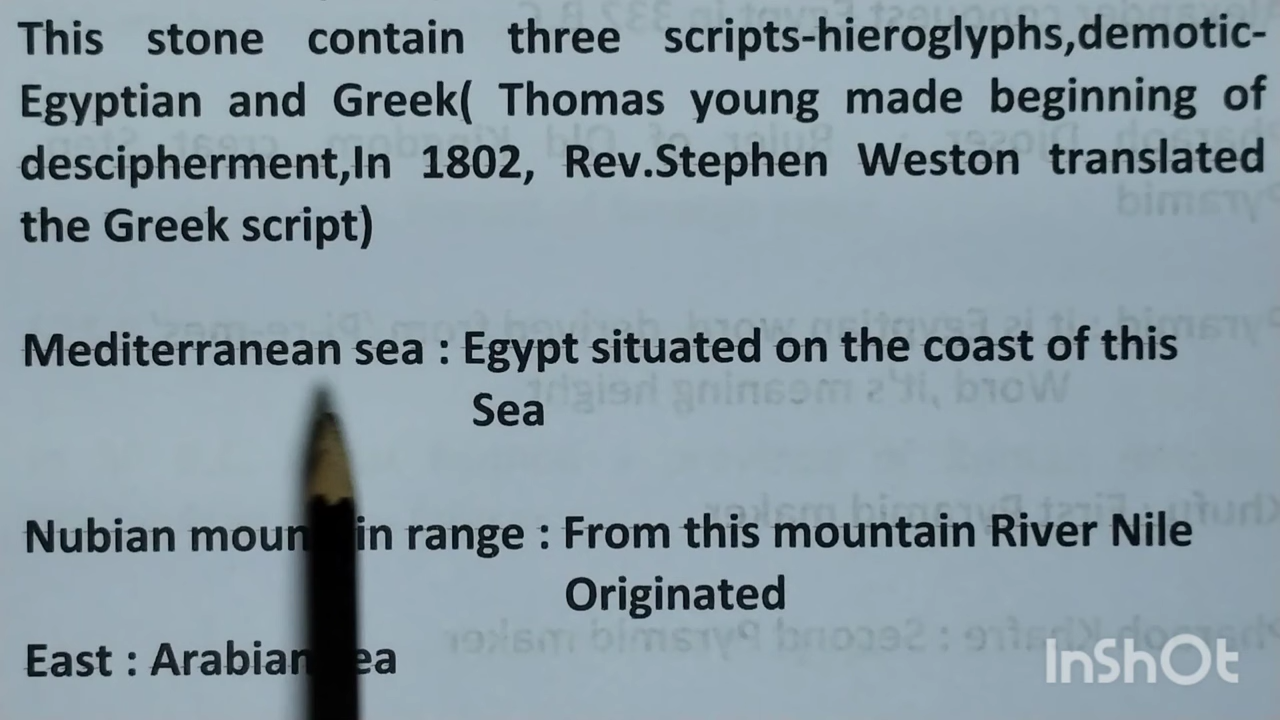 This stone contain three scripts-hieroglyphs,demotic-
Egyptian and Greek( Thomas young made beginning of
descipherment,In 1802, Rev.Stephen Weston translated
the Greek script)
Mediterranean sea : Egypt situated on the coast of this
Sea
Nubian mountain range : From this mountain River Nile
Originated
East : Arabian sea
InShOt